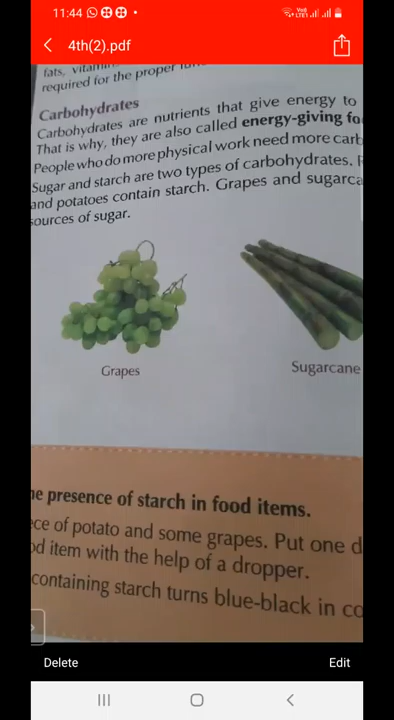 11:44
4th(2).pdf
fats,
required for the proper
Carbohydrates
Carbohydrates are nutrients that give energy to
That is why, they are also called energy-giving fo
People who do more physical work need more carb
Sugar and starch are two types of carbohydrates.
and potatoes contain starch. Grapes and sugarca
sources of sugar.
Grapes
Sugarcane
he presence of starch in food items.
ece of potato and some grapes. Put one d
od item with the help of a dropper.
containing starch turns blue-black in co
Delete
Edit